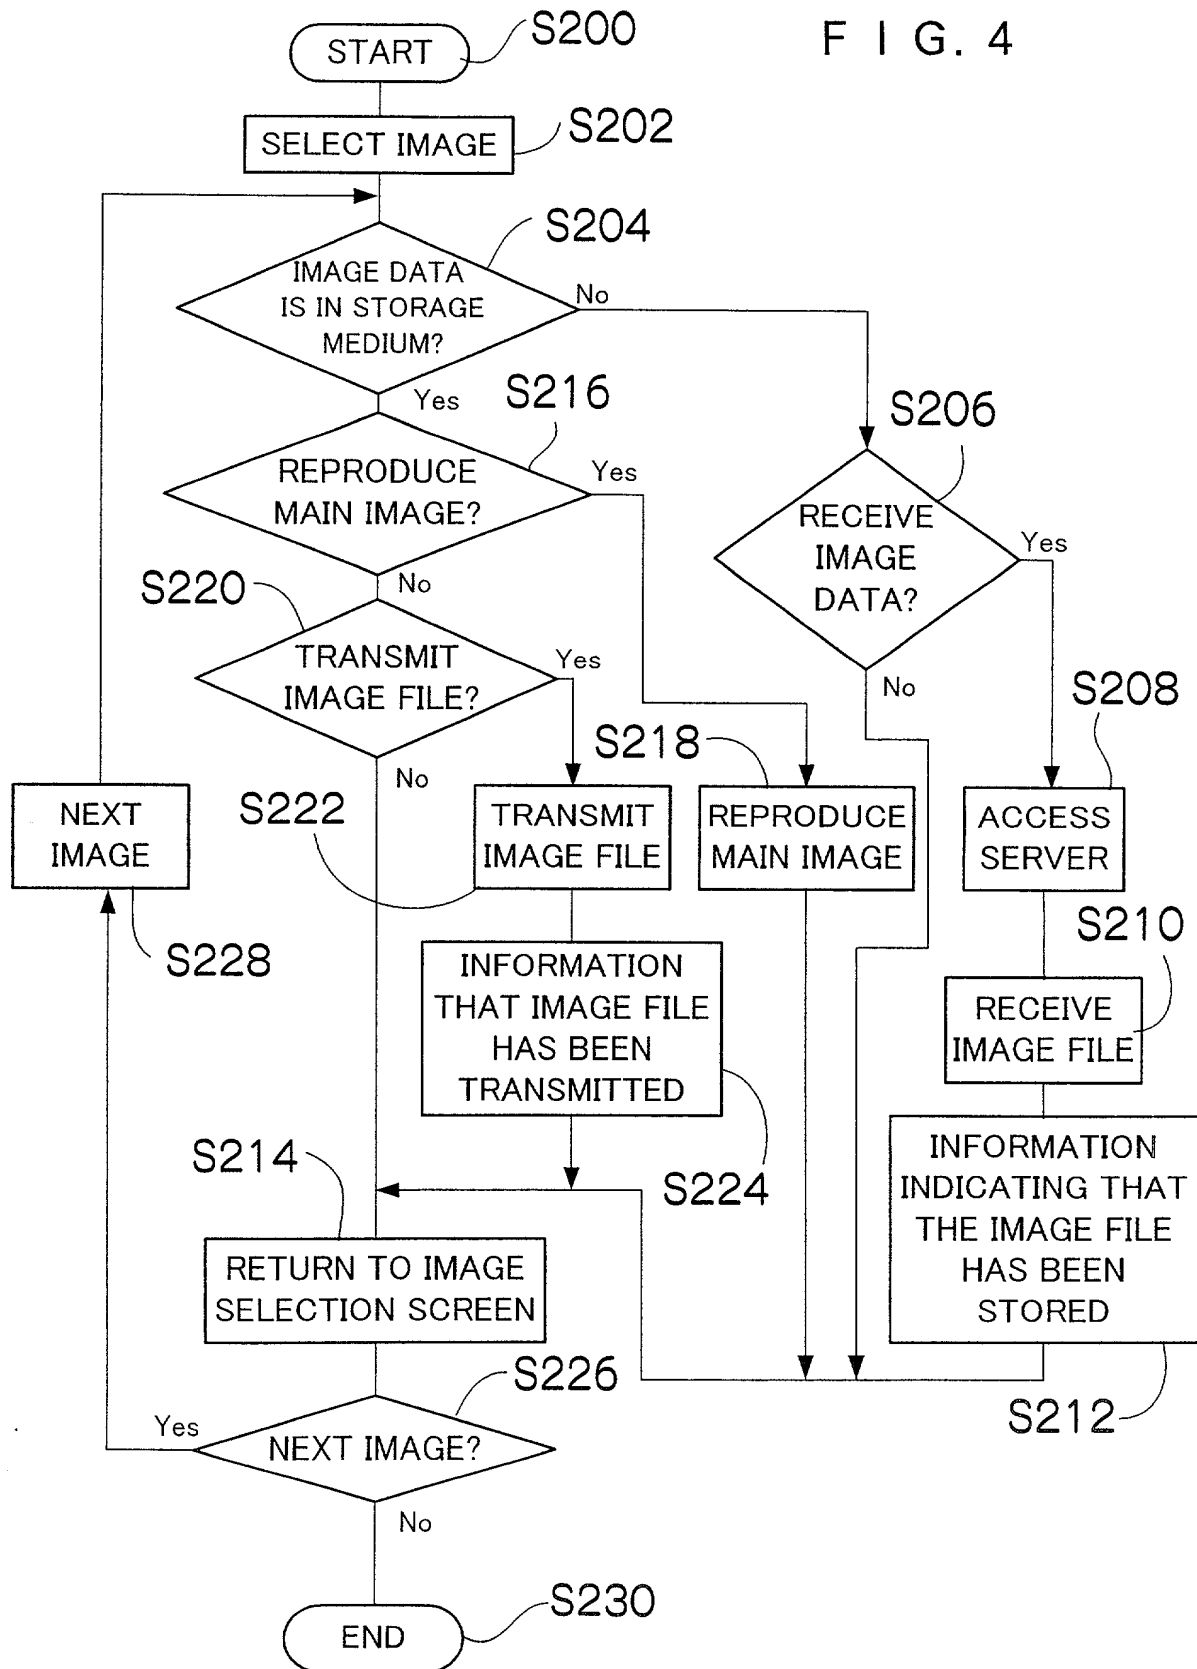 F I G. 4
S200
START
S202
SELECT IMAGE
S204
IMAGE DATA
IS IN STORAGE
MEDIUM?
No
Yes
S216
REPRODUCE
MAIN IMAGE?
Yes
No
S206
RECEIVE
IMAGE
DATA?
Yes
No
S220
TRANSMIT
IMAGE FILE?
Yes
No
S208
ACCESS
SERVER
S218
REPRODUCE
MAIN IMAGE
S222
TRANSMIT
IMAGE FILE
NEXT
IMAGE
S228
S210
RECEIVE
IMAGE FILE
INFORMATION
THAT IMAGE FILE
HAS BEEN
TRANSMITTED
S224
INFORMATION
INDICATING THAT
THE IMAGE FILE
HAS BEEN
STORED
S212
S214
RETURN TO IMAGE
SELECTION SCREEN
S226
NEXT IMAGE?
Yes
No
S230
END